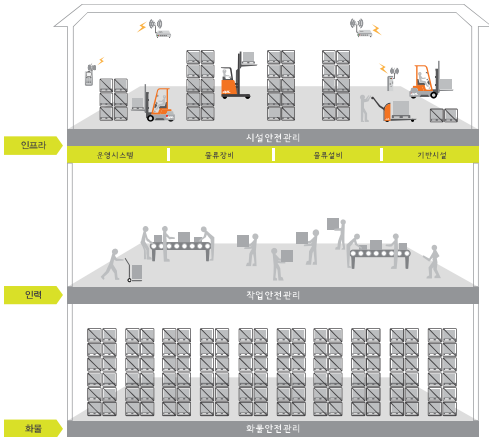 인프라
시설안전관리
운영시스템
물류장비
물류설비
기반시설
인력
작업안전관리
화물
화물안전관리